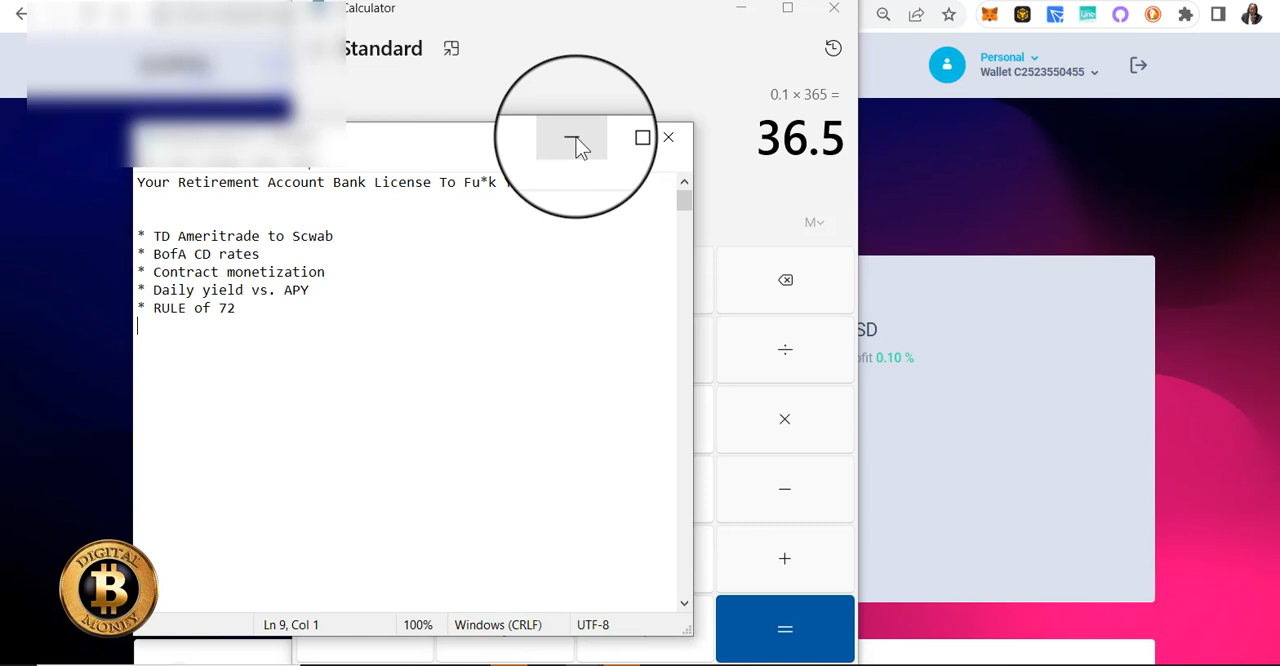 Calculator
Standard
0.1 × 365 =
36.5
M
Personal
Wallet C2523550455
Your Retirement Account Bank License To Fu*k
* TD Ameritrade to Scwab
* BofA CD rates
* Contract monetization
* Daily yield vs. APY
* RULE of 72
SD
ofit 0.10 %
DIGITAL
MONEY
Ln 9, Col 1
100%
Windows (CRLF)
UTF-8